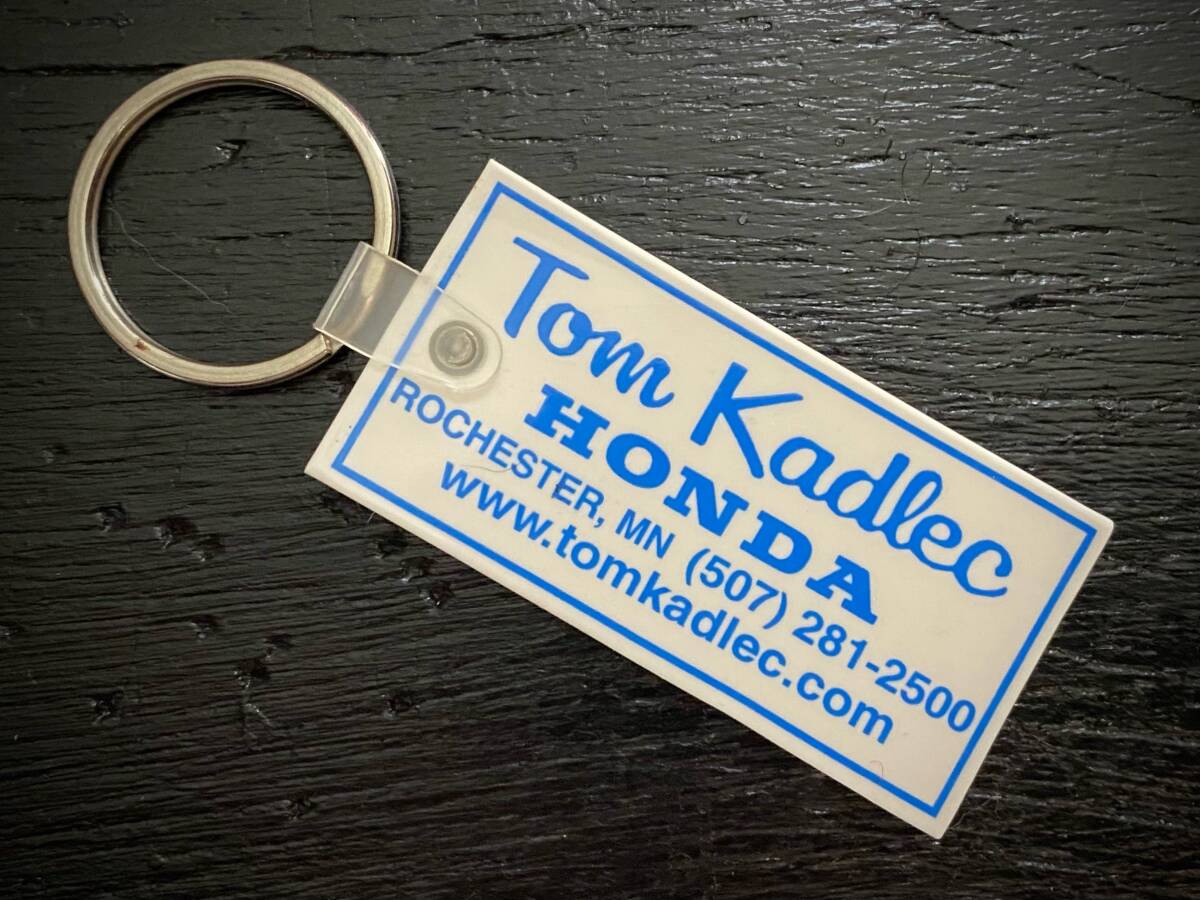 Tom Kadlec
HONDA
ROCHESTER, MN (507) 281-2500
www.tomkadlec.com